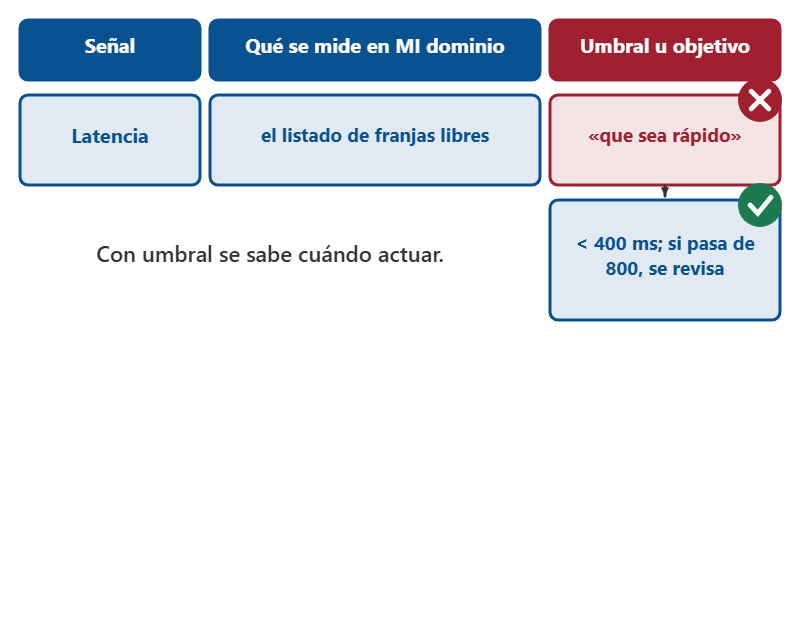 Señal
Qué se mide en MI dominio
Umbral u objetivo
Latencia
el listado de franjas libres
«que sea rápido»
Con umbral se sabe cuándo actuar.
< 400 ms; si pasa de
800, se revisa